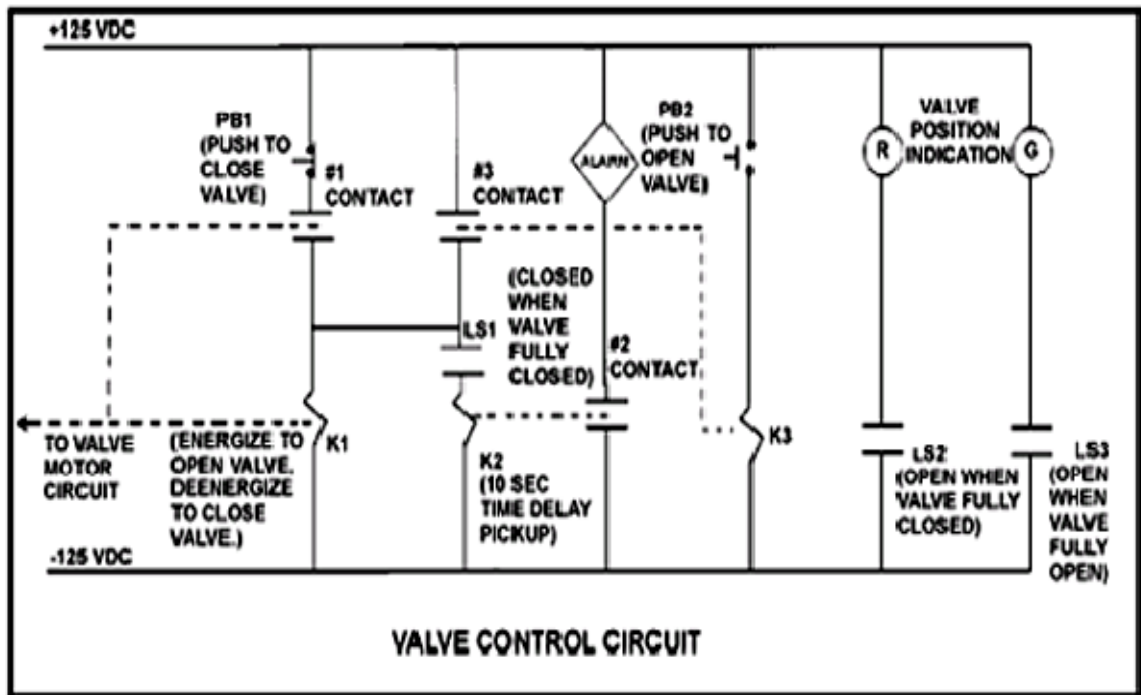 +125 VDC
PB1
(PUSH TO
CLOSE
VALVE)
#1
CONTACT
#3
CONTACT
ALARM
PB2
(PUSH TO
OPEN
VALVE)
R
VALVE
POSITION
INDICATION
G
(CLOSED
WHEN
VALVE
FULLY
CLOSED)
LS1
#2
CONTACT
TO VALVE
MOTOR
CIRCUIT
(ENERGIZE TO
OPEN VALVE.
DEENERGIZE
TO CLOSE
VALVE.)
K1
K2
(10 SEC
TIME DELAY
PICKUP)
K3
LS2
(OPEN WHEN
VALVE FULLY
CLOSED)
LS3
(OPEN
WHEN
VALVE
FULLY
OPEN)
-125 VDC
VALVE CONTROL CIRCUIT